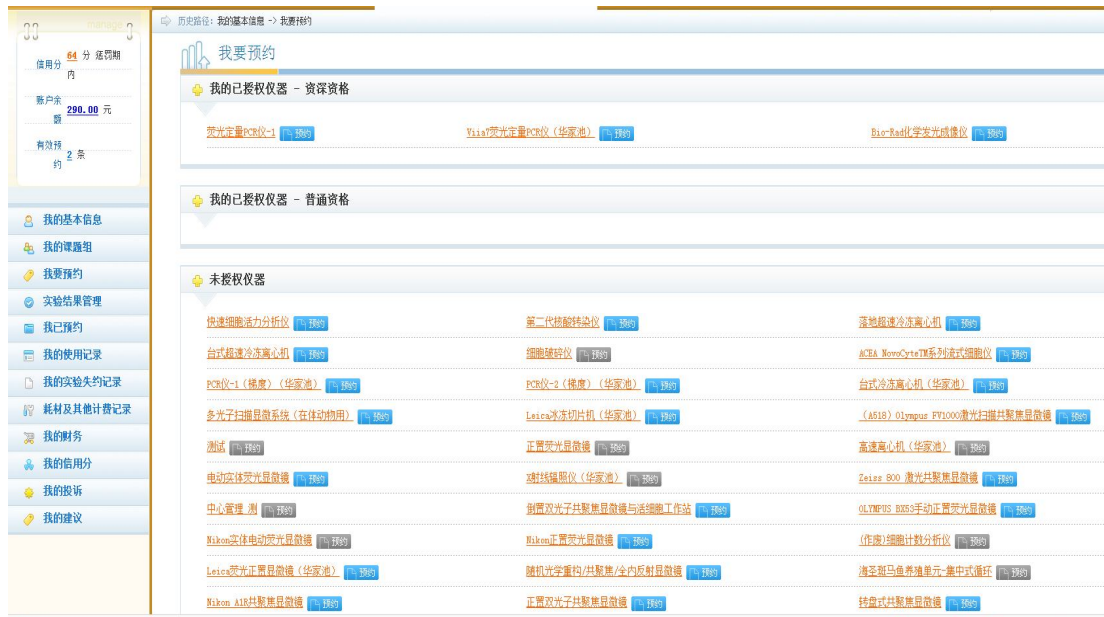 manage
历史路径：我的基本信息 -> 我要预约
我要预约
信用分 64 分 惩罚期内
账户余额 290.00 元
有效预约 2 条
我的基本信息
我的课题组
我要预约
实验结果管理
我已预约
我的使用记录
我的实验失约记录
耗材及其他计费记录
我的财务
我的信用分
我的投诉
我的建议
我的已授权仪器 - 资深资格
荧光定量PCR仪-1 预约 Viia7荧光定量PCR仪（华家池） 预约 Bio-Rad化学发光成像仪 预约
我的已授权仪器 - 普通资格
未授权仪器
快速细胞活力分析仪 预约 第二代核酸转染仪 预约 落地超速冷冻离心机 预约
台式超速冷冻离心机 预约 细胞破碎仪 预约 ACEA NovoCyteTM系列流式细胞仪 预约
PCR仪-1（梯度）（华家池） 预约 PCR仪-2（梯度）（华家池） 预约 台式冷冻离心机（华家池） 预约
多光子扫描显微系统（在体动物用） 预约 Leica冰冻切片机（华家池） 预约 （A518）Olympus FV1000激光扫描共聚焦显微镜 预约
测试 预约 正置荧光显微镜 预约 高速离心机（华家池） 预约
电动实体荧光显微镜 预约 X射线辐照仪（华家池） 预约 Zeiss 800 激光共聚焦显微镜 预约
中心管理_测 预约 倒置双光子共聚焦显微镜与活细胞工作站 预约 OLYMPUS BX53手动正置荧光显微镜 预约
Nikon实体电动荧光显微镜 预约 Nikon正置荧光显微镜 预约 (作废)细胞计数分析仪 预约
Leica荧光正置显微镜（华家池） 预约 随机光学重构/共聚焦/全内反射显微镜 预约 海圣斑马鱼养殖单元-集中式循环 预约
Nikon A1R共聚焦显微镜 预约 正置双光子共聚焦显微镜 预约 转盘式共聚焦显微镜 预约